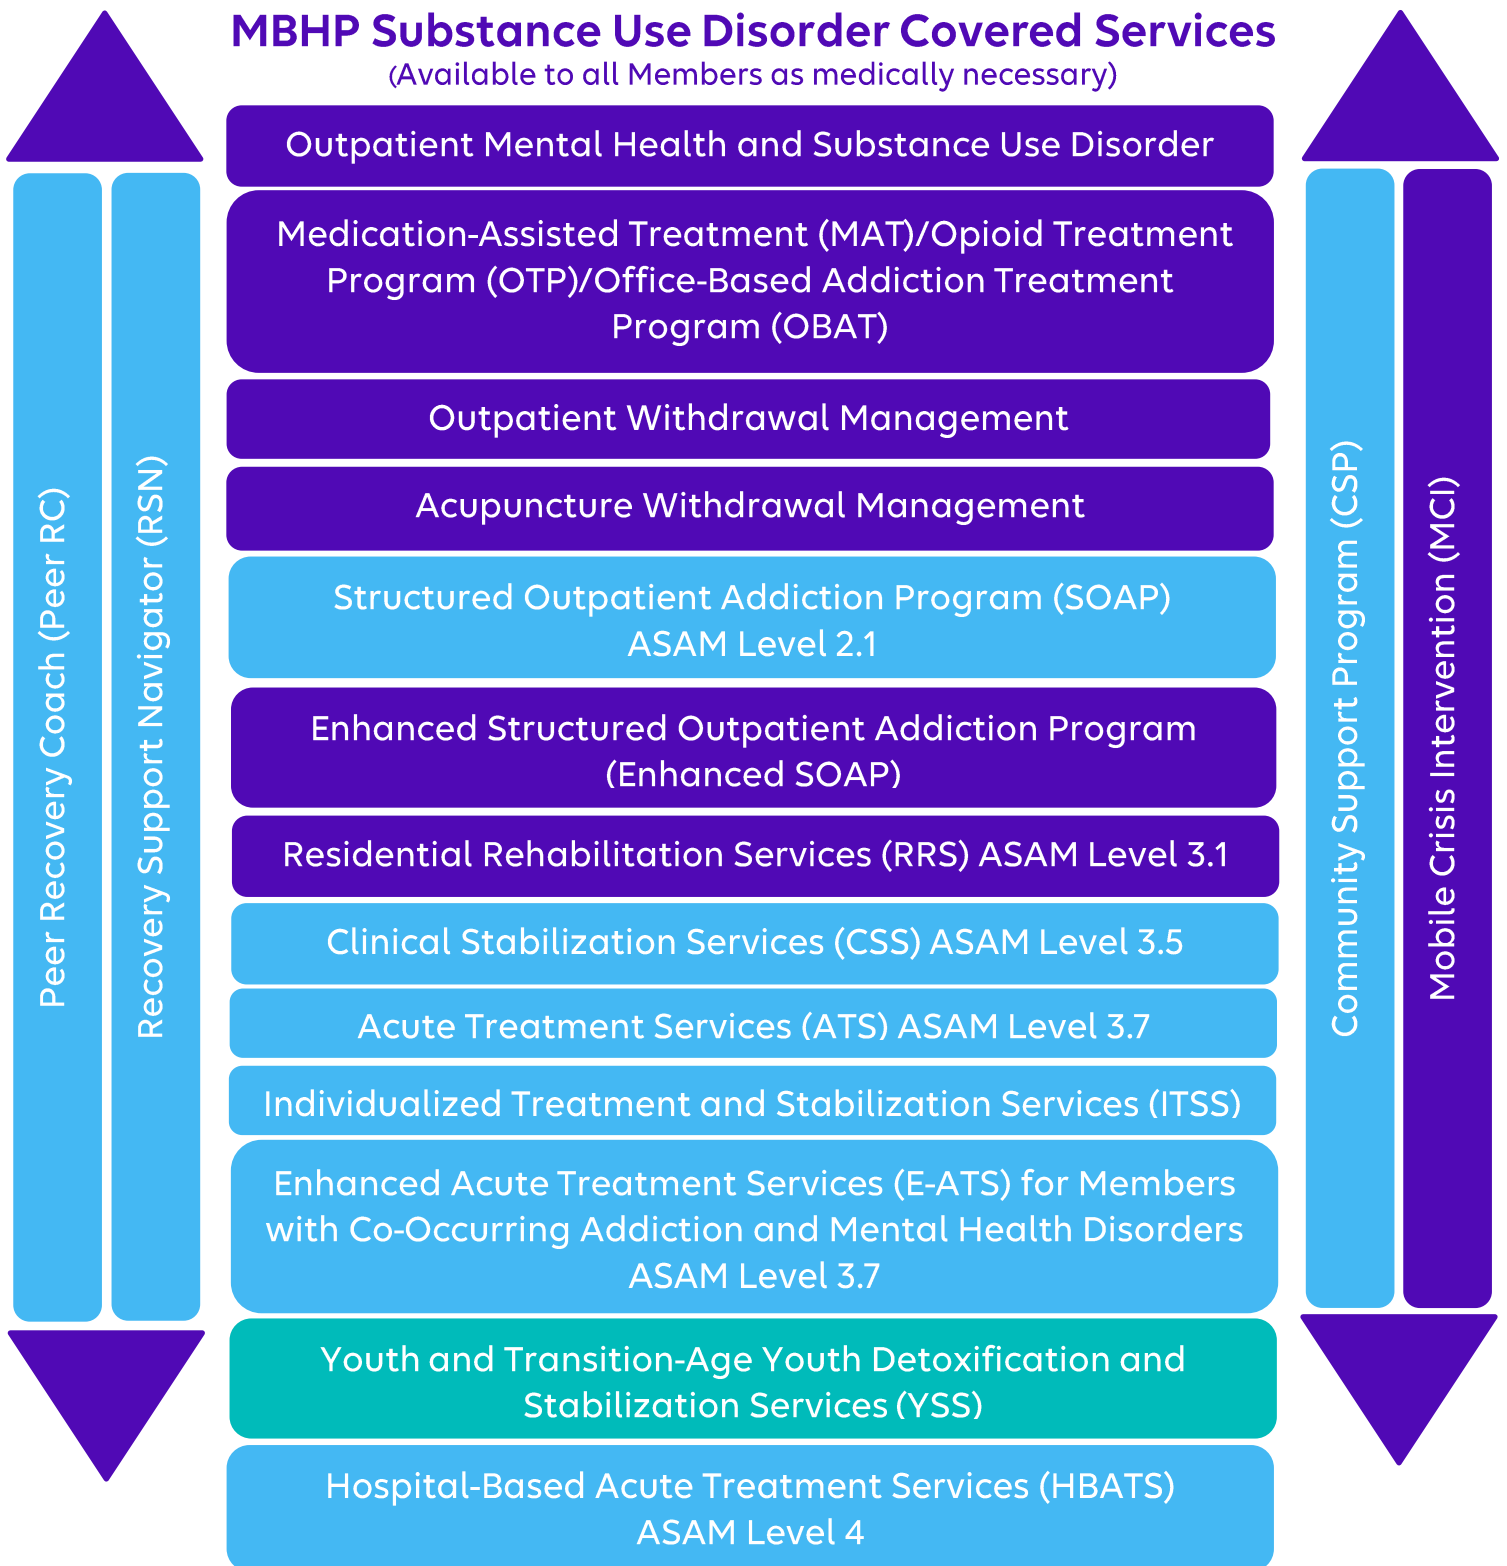 MBHP Substance Use Disorder Covered Services
(Available to all Members as medically necessary)
Peer Recovery Coach (Peer RC)
Recovery Support Navigator (RSN)
Outpatient Mental Health and Substance Use Disorder
Medication-Assisted Treatment (MAT)/Opioid Treatment
Program (OTP)/Office-Based Addiction Treatment
Program (OBAT)
Outpatient Withdrawal Management
Acupuncture Withdrawal Management
Structured Outpatient Addiction Program (SOAP)
ASAM Level 2.1
Enhanced Structured Outpatient Addiction Program
(Enhanced SOAP)
Residential Rehabilitation Services (RRS) ASAM Level 3.1
Clinical Stabilization Services (CSS) ASAM Level 3.5
Acute Treatment Services (ATS) ASAM Level 3.7
Individualized Treatment and Stabilization Services (ITSS)
Enhanced Acute Treatment Services (E-ATS) for Members
with Co-Occurring Addiction and Mental Health Disorders
ASAM Level 3.7
Youth and Transition-Age Youth Detoxification and
Stabilization Services (YSS)
Hospital-Based Acute Treatment Services (HBATS)
ASAM Level 4
Community Support Program (CSP)
Mobile Crisis Intervention (MCI)